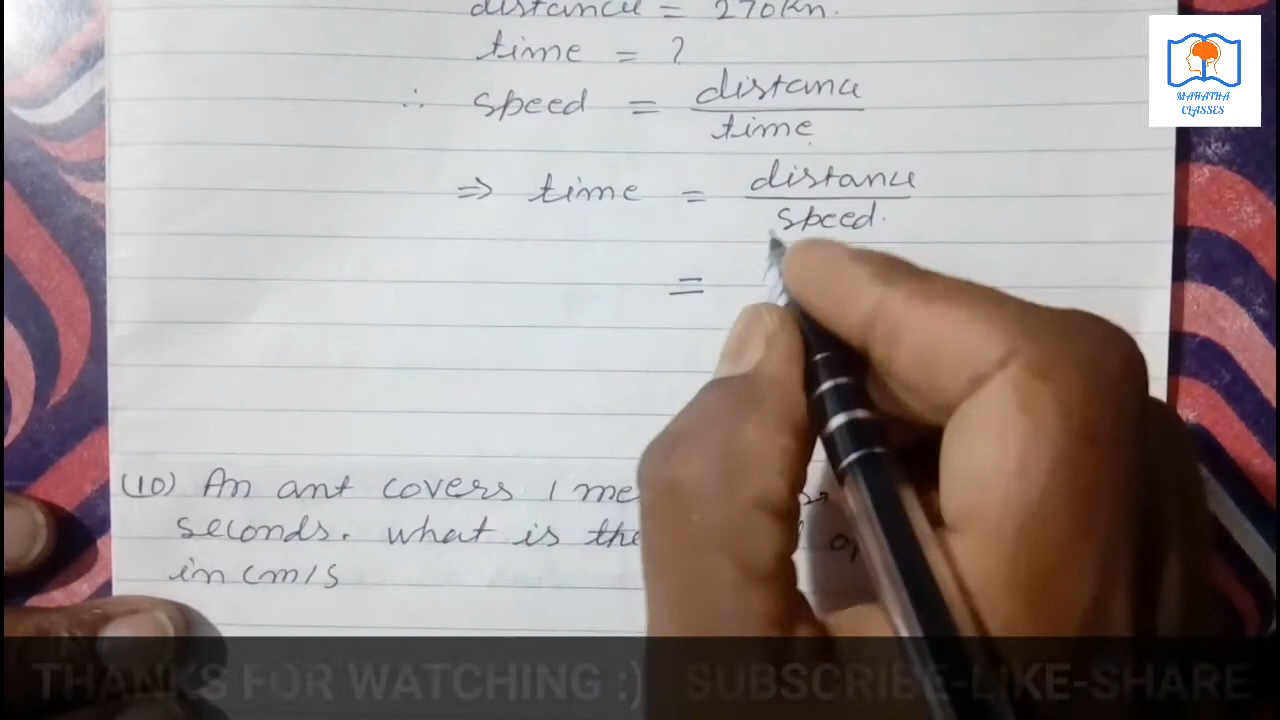 distance = 270km.
time = ?
∴ speed = distance
time
⇒ time = distance
speed.
=
(10) An ant covers 1
seconds. What is the
in cm/s
MAHATHA
CLASSES
THANKS FOR WATCHING :) SUBSCRIBE-LIKE-SHARE